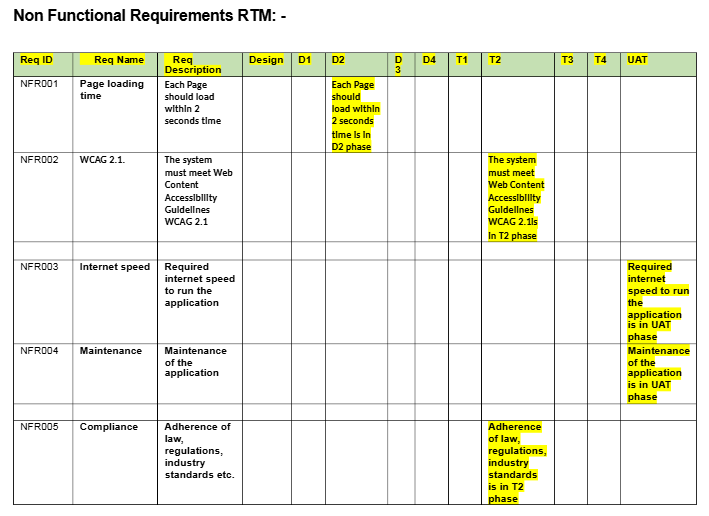 Non Functional Requirements RTM: -
Req ID Req Name Req Description Design D1 D2 D3 D4 T1 T2 T3 T4 UAT
NFR001 Page loading time
Each Page
should load
within 2
seconds time
Each Page
should
load within
2 seconds
time is in
D2 phase
NFR002 WCAG 2.1.
The system
must meet Web
Content
Accessibility
Guidelines
WCAG 2.1
The system
must meet
Web Content
Accessibility
Guidelines
WCAG 2.1is
in T2 phase
NFR003 Internet speed
Required
internet speed
to run the
application
Required
internet
speed to run
the
application
is in UAT
phase
NFR004 Maintenance
Maintenance
of the
application
Maintenance
of the
application
is in UAT
phase
NFR005 Compliance
Adherence of
law,
regulations,
industry
standards etc.
Adherence
of law,
regulations,
industry
standards
is in T2
phase